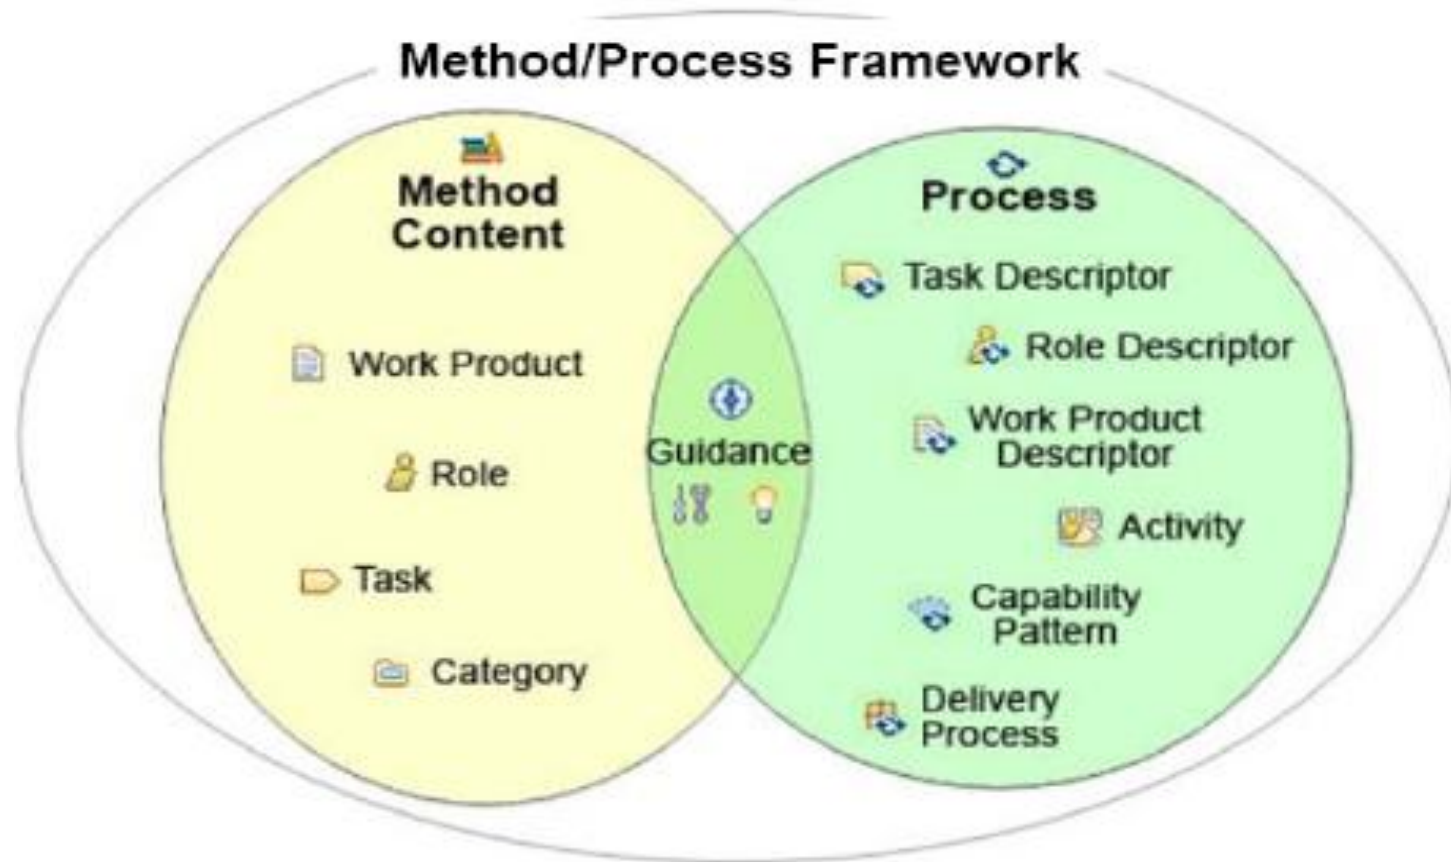 Method/Process Framework
Method
Content
Work Product
Role
Task
Category
Guidance
Process
Task Descriptor
Role Descriptor
Work Product
Descriptor
Activity
Capability
Pattern
Delivery
Process